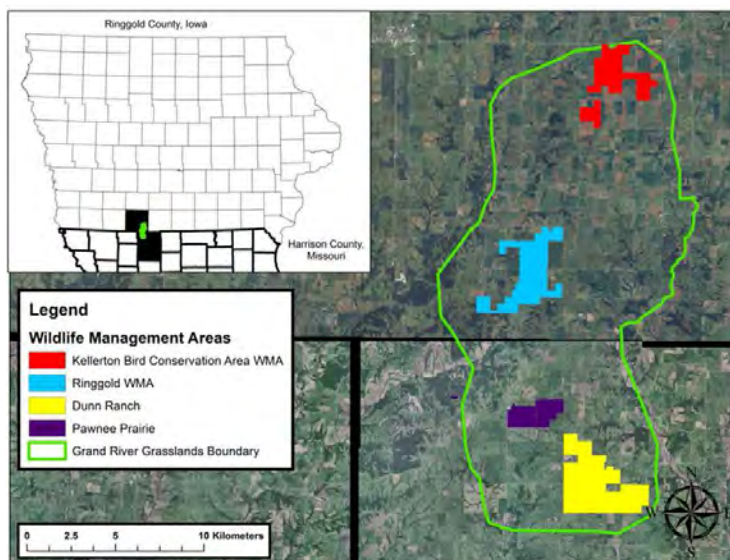 Ringgold County, Iowa
Harrison County,
Missouri
Legend
Wildlife Management Areas
Kellerton Bird Conservation Area WMA
Ringgold WMA
Dunn Ranch
Pawnee Prairie
Grand River Grasslands Boundary
0 2.5 5 10 Kilometers
N
W E
S